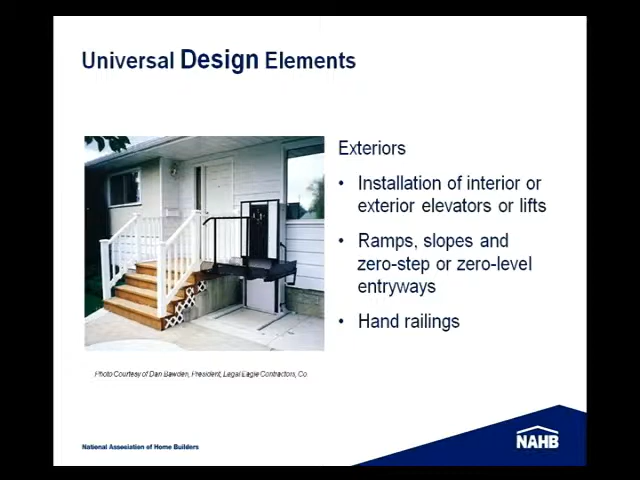 Universal Design Elements
Exteriors
• Installation of interior or
exterior elevators or lifts
• Ramps, slopes and
zero-step or zero-level
entryways
• Hand railings
Photo Courtesy of Dan Bawden, President, Legal Eagle Contractors, Co
National Association of Home Builders
NAHB